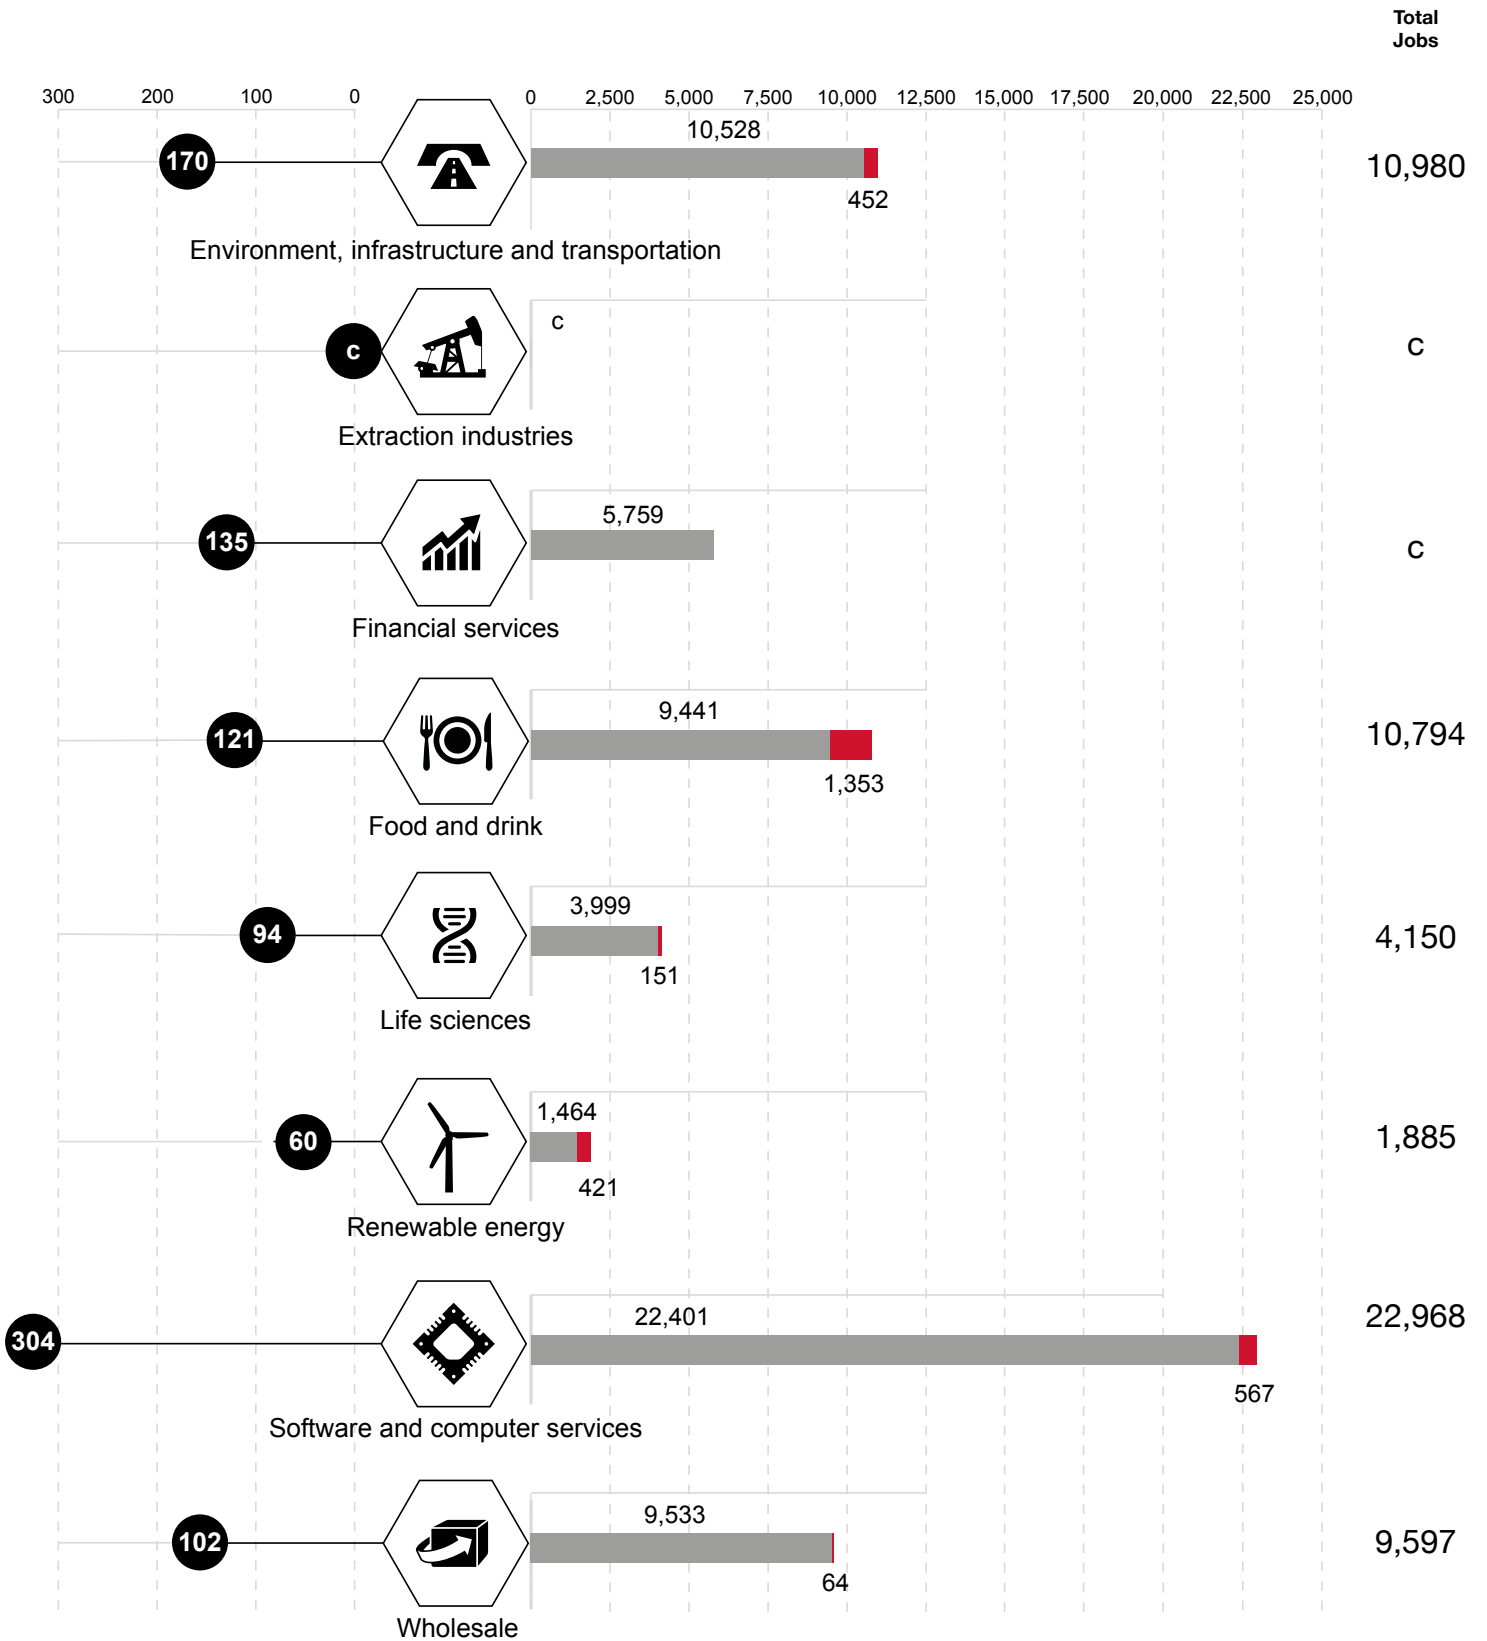 Total
Jobs
300 200 100 0 0 2,500 5,000 7,500 10,000 12,500 15,000 17,500 20,000 22,500 25,000
10,528
170
10,980
452
Environment, infrastructure and transportation
c
c
c
Extraction industries
5,759
135
c
Financial services
9,441
121
10,794
1,353
Food and drink
3,999
94
4,150
151
Life sciences
1,464
60
1,885
421
Renewable energy
22,401
22,968
304
567
Software and computer services
9,533
102
9,597
64
Wholesale